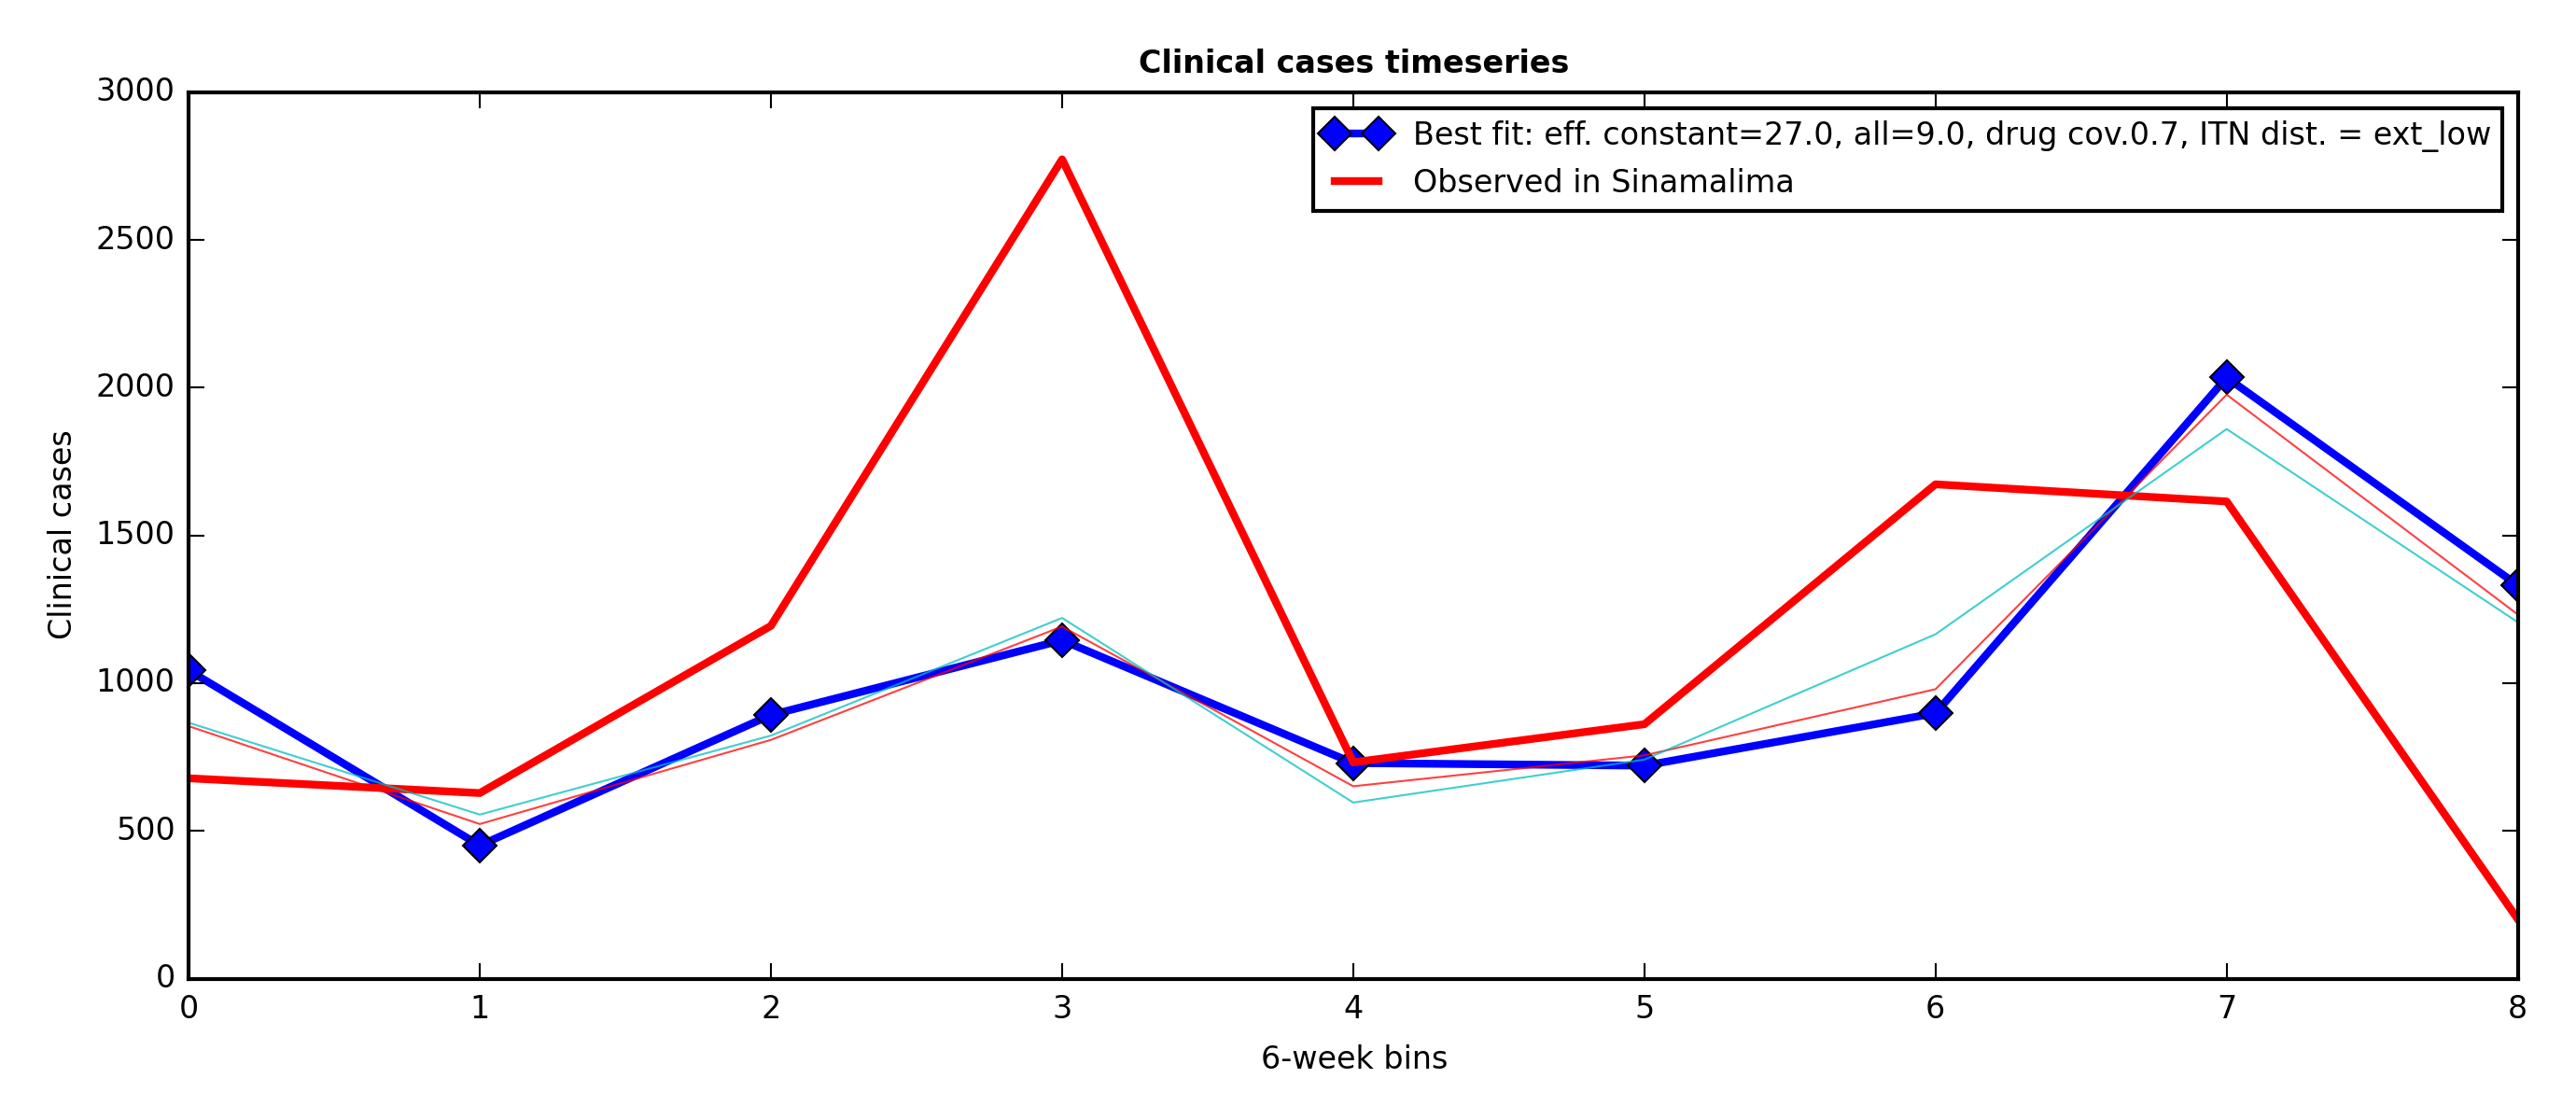 Clinical cases timeseries
3000
2500
2000
1500
1000
500
0
Clinical cases
Best fit: eff. constant=27.0, all=9.0, drug cov.0.7, ITN dist. = ext_low
Observed in Sinamalima
0 1 2 3 4 5 6 7 8
6-week bins